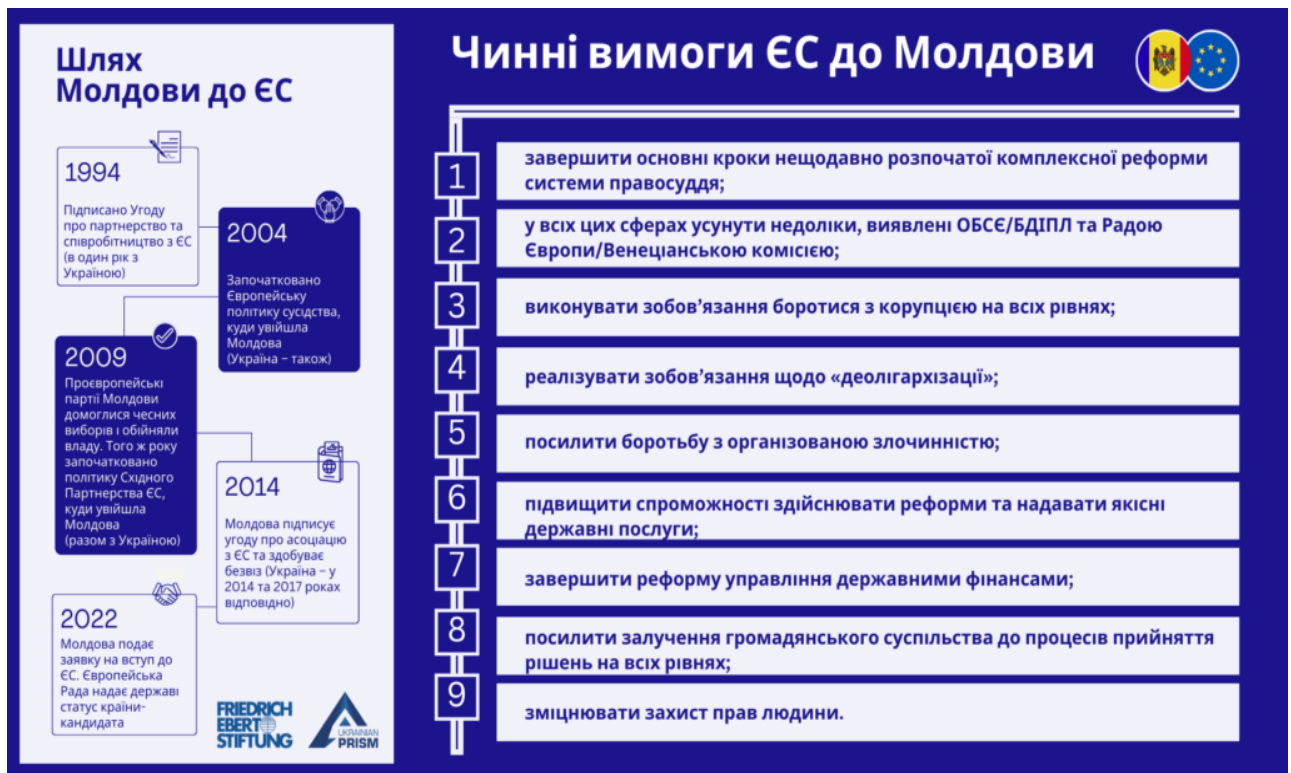 Шлях
Молдови до ЄС
1994
Підписано Угоду
про партнерство та
співробітництво з ЄС
(в один рік з
Україною)
2004
Започатковано
Європейську
політику сусідства,
куди увійшла
Молдова
(Україна – також)
2009
Проєвропейські
партії Молдови
домоглися чесних
виборів і обійняли
владу. Того ж року
започатковано
політику Східного
Партнерства ЄС,
куди увійшла
Молдова
(разом з Україною)
2014
Молдова підписує
угоду про асоціацію
з ЄС та здобуває
безвіз (Україна – у
2014 та 2017 роках
відповідно)
2022
Молдова подає
заявку на вступ до
ЄС. Європейська
Рада надає державі
статус країни-
кандидата
FRIEDRICH
EBERT
STIFTUNG
UKRAINIAN
PRISM
Чинні вимоги ЄС до Молдови
1
завершити основні кроки нещодавно розпочатої комплексної реформи
системи правосуддя;
2
у всіх цих сферах усунути недоліки, виявлені ОБСЄ/БДІПЛ та Радою
Європи/Венеціанською комісією;
3
виконувати зобов’язання боротися з корупцією на всіх рівнях;
4
реалізувати зобов’язання щодо «деолігархізації»;
5
посилити боротьбу з організованою злочинністю;
6
підвищити спроможності здійснювати реформи та надавати якісні
державні послуги;
7
завершити реформу управління державними фінансами;
8
посилити залучення громадянського суспільства до процесів прийняття
рішень на всіх рівнях;
9
зміцнювати захист прав людини.